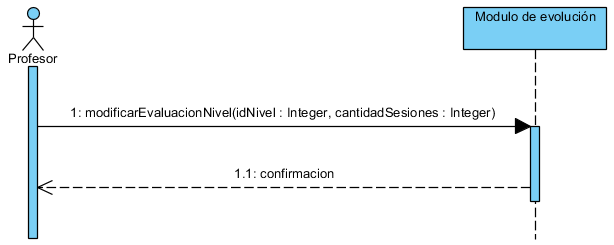 Modulo de evolución
Profesor
1: modificarEvaluacionNivel(idNivel : Integer, cantidadSesiones : Integer)
1.1: confirmacion